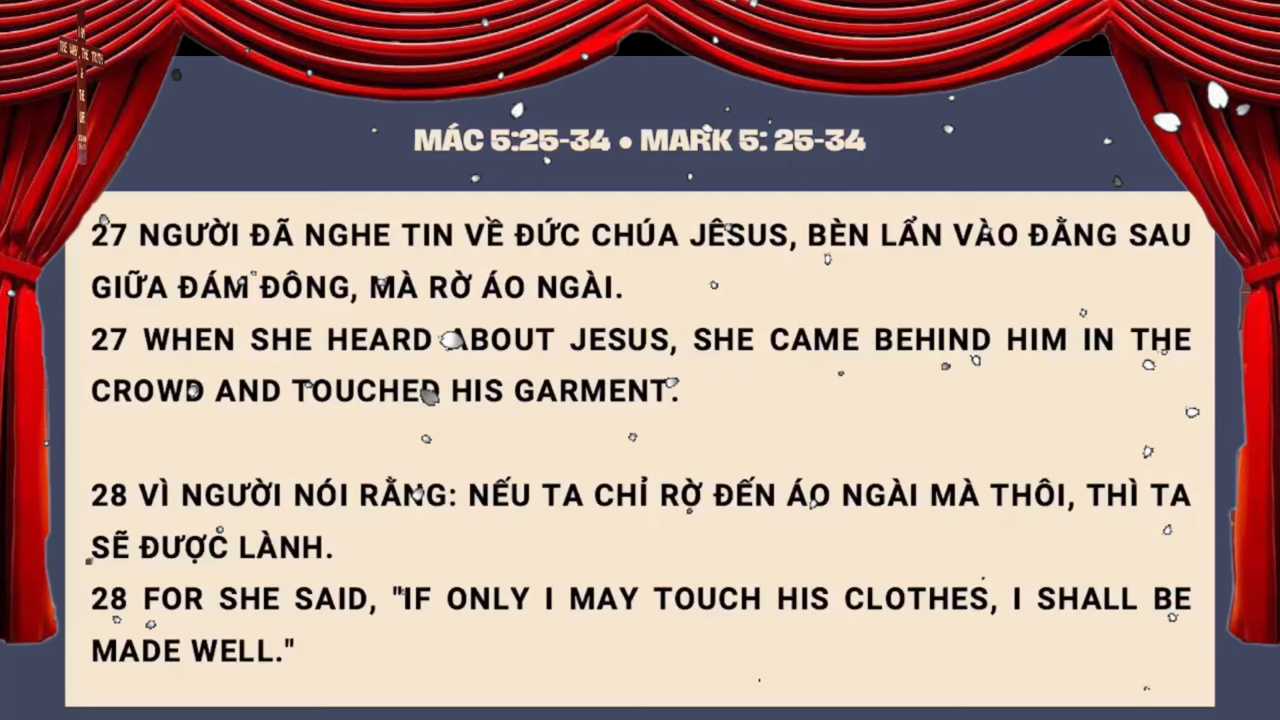 MÁC 5:25-34 • MARK 5: 25-34
27 NGƯỜI ĐÃ NGHE TIN VỀ ĐỨC CHÚA JÊSUS, BÈN LẨN VÀO ĐẰNG SAU
GIỮA ĐÁM ĐÔNG, MÀ RỜ ÁO NGÀI.
27 WHEN SHE HEARD ABOUT JESUS, SHE CAME BEHIND HIM IN THE
CROWD AND TOUCHED HIS GARMENT.
28 VÌ NGƯỜI NÓI RẰNG: NẾU TA CHỈ RỜ ĐẾN ÁO NGÀI MÀ THÔI, THÌ TA
SẼ ĐƯỢC LÀNH.
28 FOR SHE SAID, "IF ONLY I MAY TOUCH HIS CLOTHES, I SHALL BE
MADE WELL."